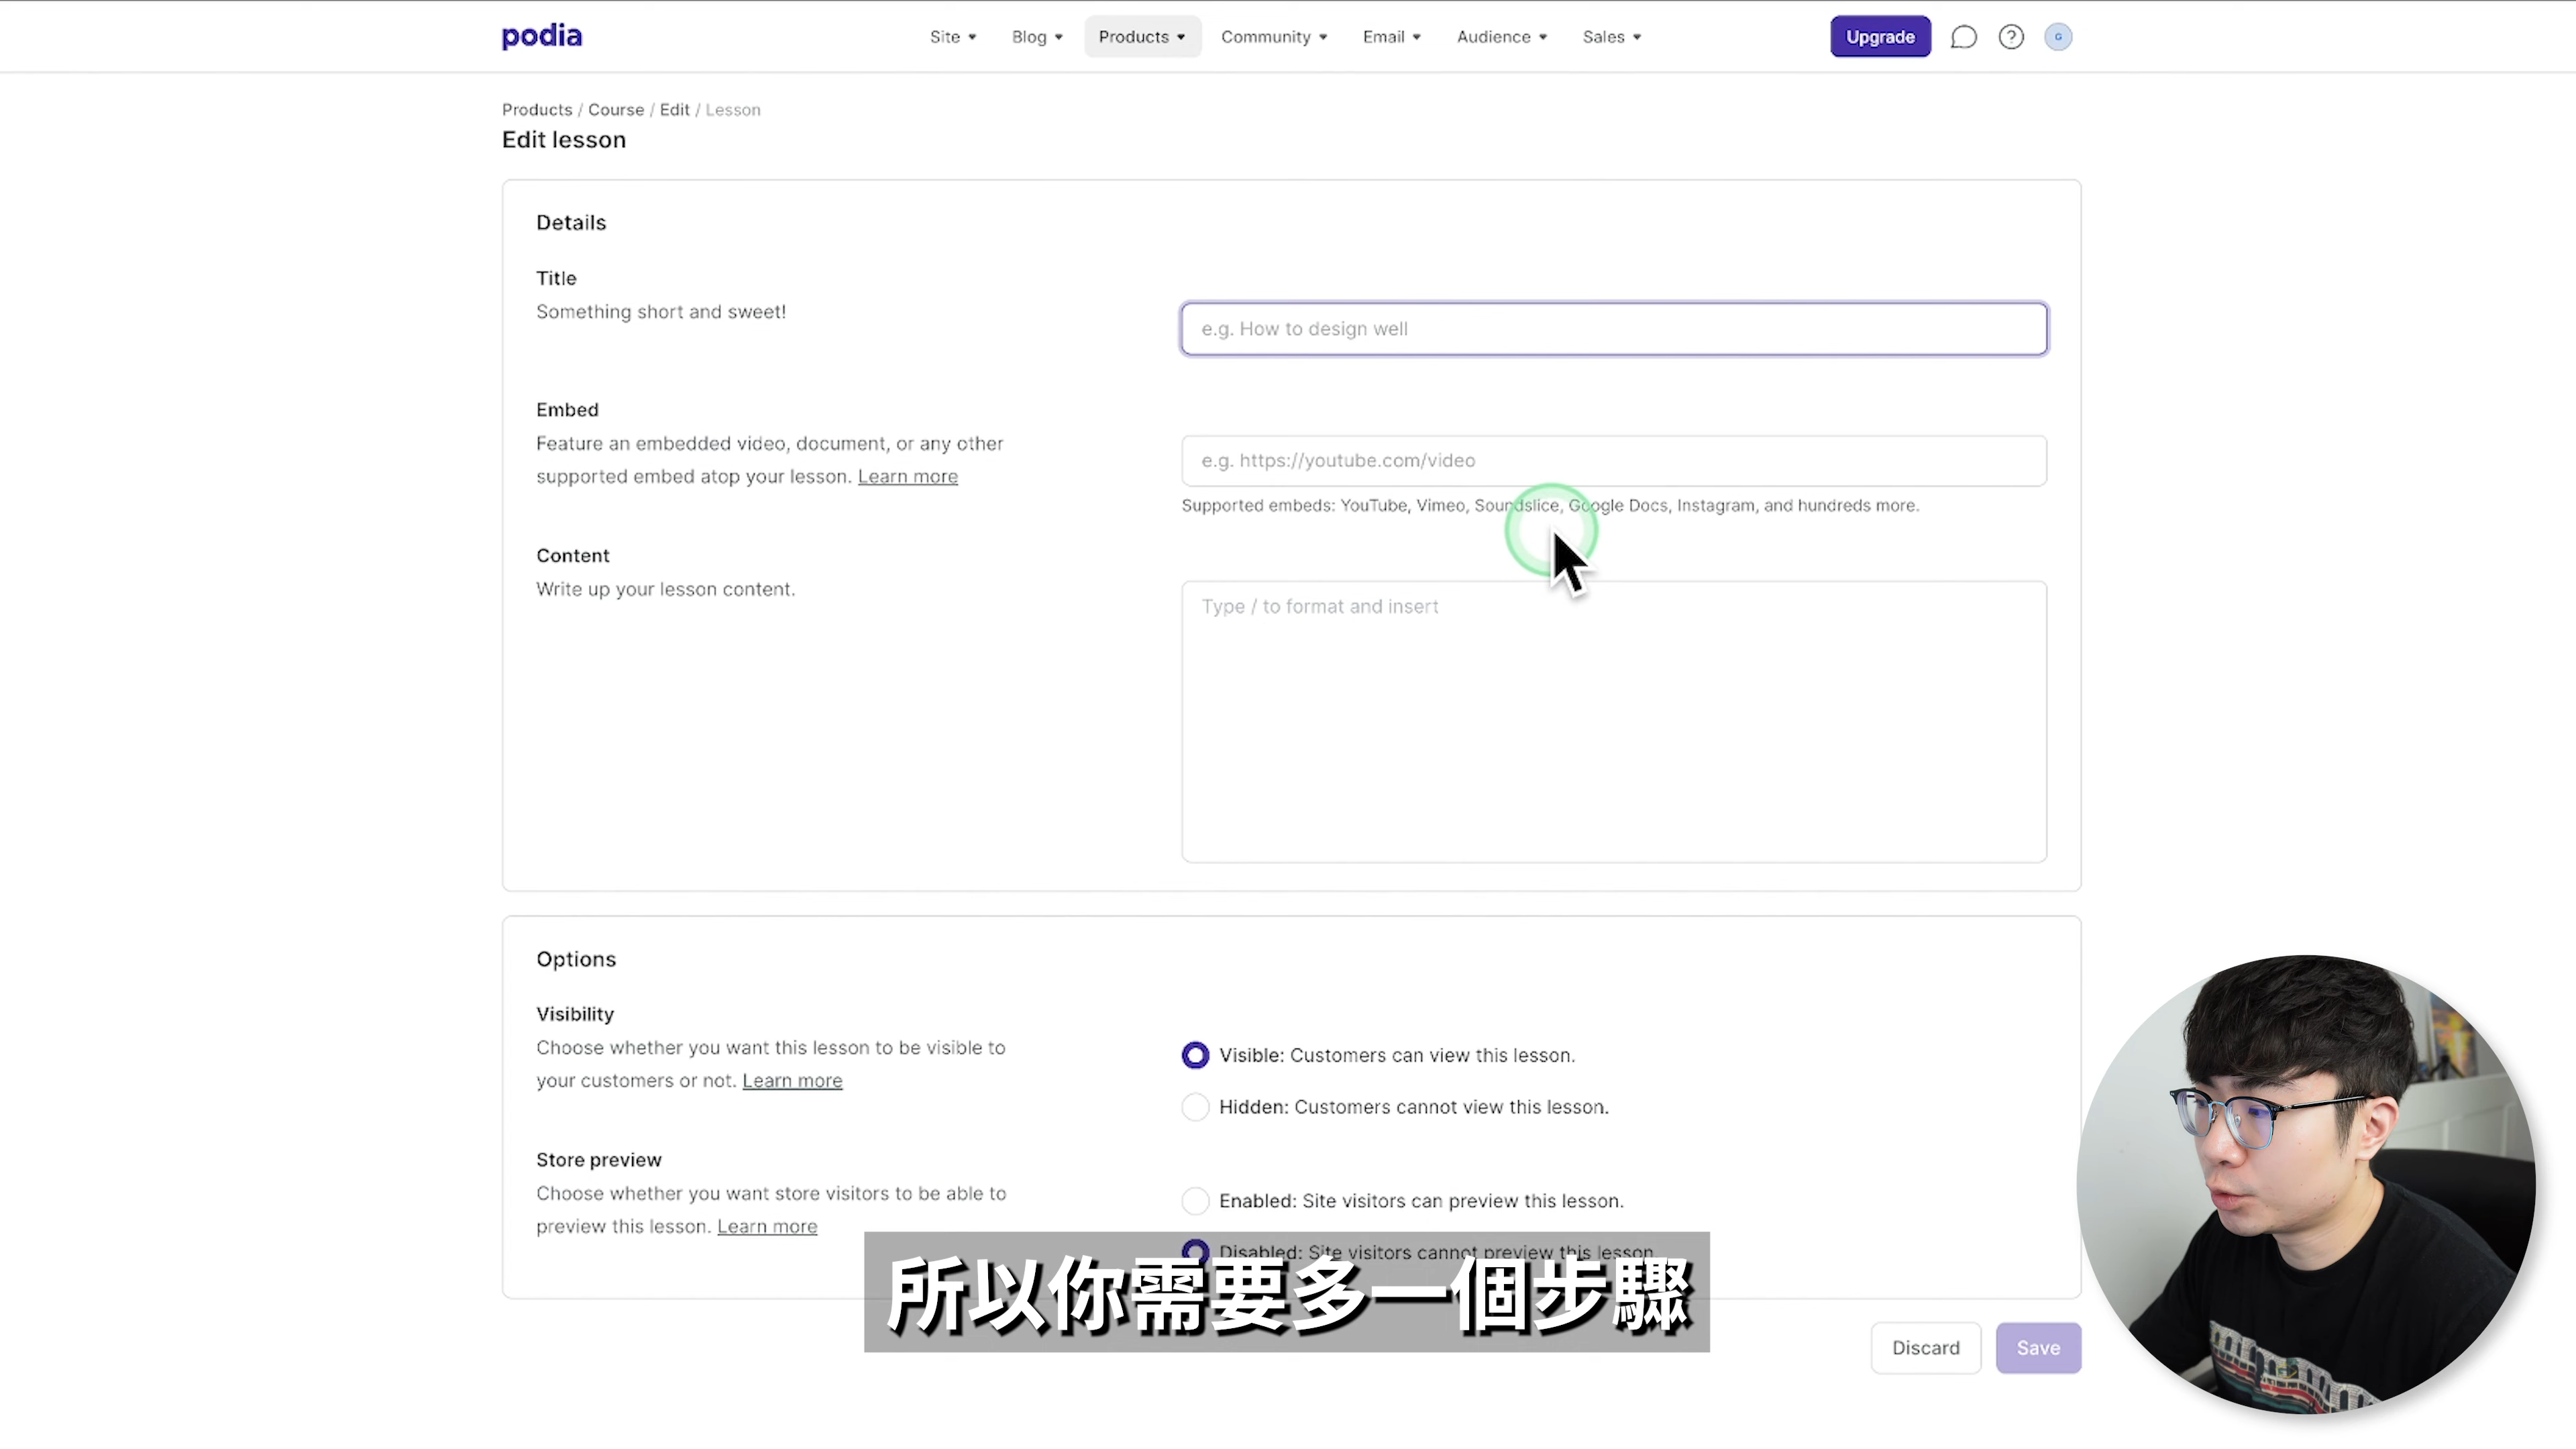 podia
Site
Blog
Products
Community
Email
Audience
Sales
Upgrade
G
Products / Course / Edit / Lesson
Edit lesson
Details
Title
Something short and sweet!
e.g. How to design well
Embed
Feature an embedded video, document, or any other
supported embed atop your lesson. Learn more
e.g. https://youtube.com/video
Supported embeds: YouTube, Vimeo, Soundslice, Google Docs, Instagram, and hundreds more.
Content
Write up your lesson content.
Type / to format and insert
Options
Visibility
Choose whether you want this lesson to be visible to
your customers or not. Learn more
Visible: Customers can view this lesson.
Hidden: Customers cannot view this lesson.
Store preview
Choose whether you want store visitors to be able to
preview this lesson. Learn more
Enabled: Site visitors can preview this lesson.
Disabled: Site visitors cannot preview this lesson.
所以你需要多一個步驟
Discard
Save